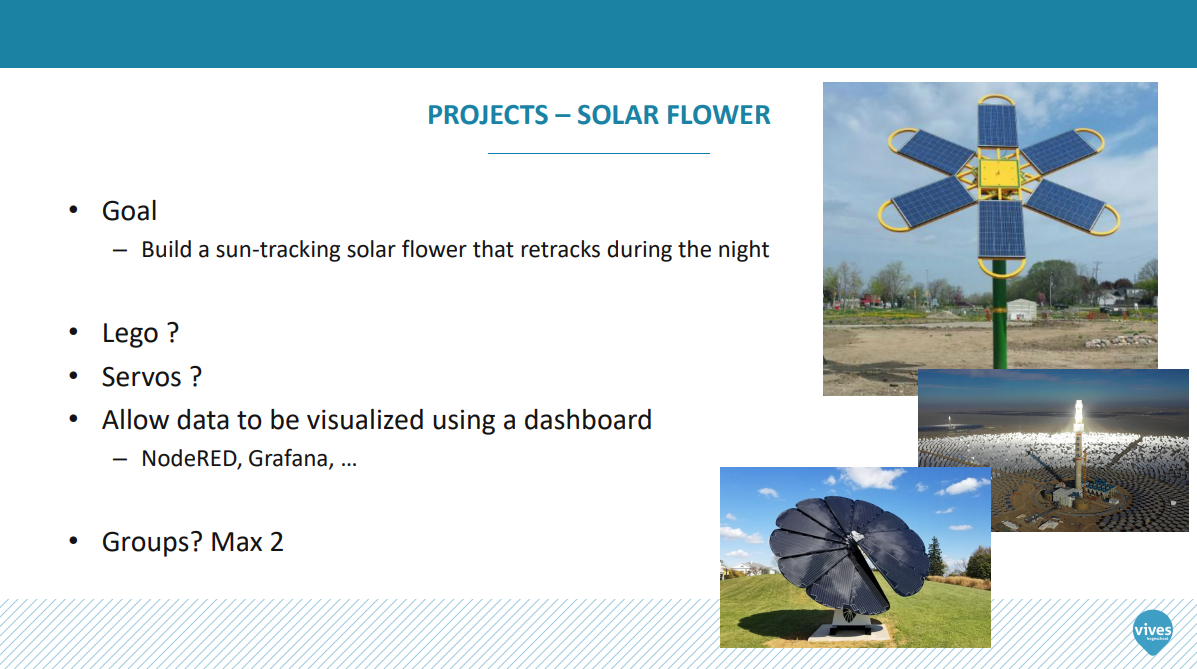 PROJECTS – SOLAR FLOWER
• Goal
– Build a sun-tracking solar flower that retracks during the night
• Lego ?
• Servos ?
• Allow data to be visualized using a dashboard
– NodeRED, Grafana, ...
• Groups? Max 2
vives
hogeschool